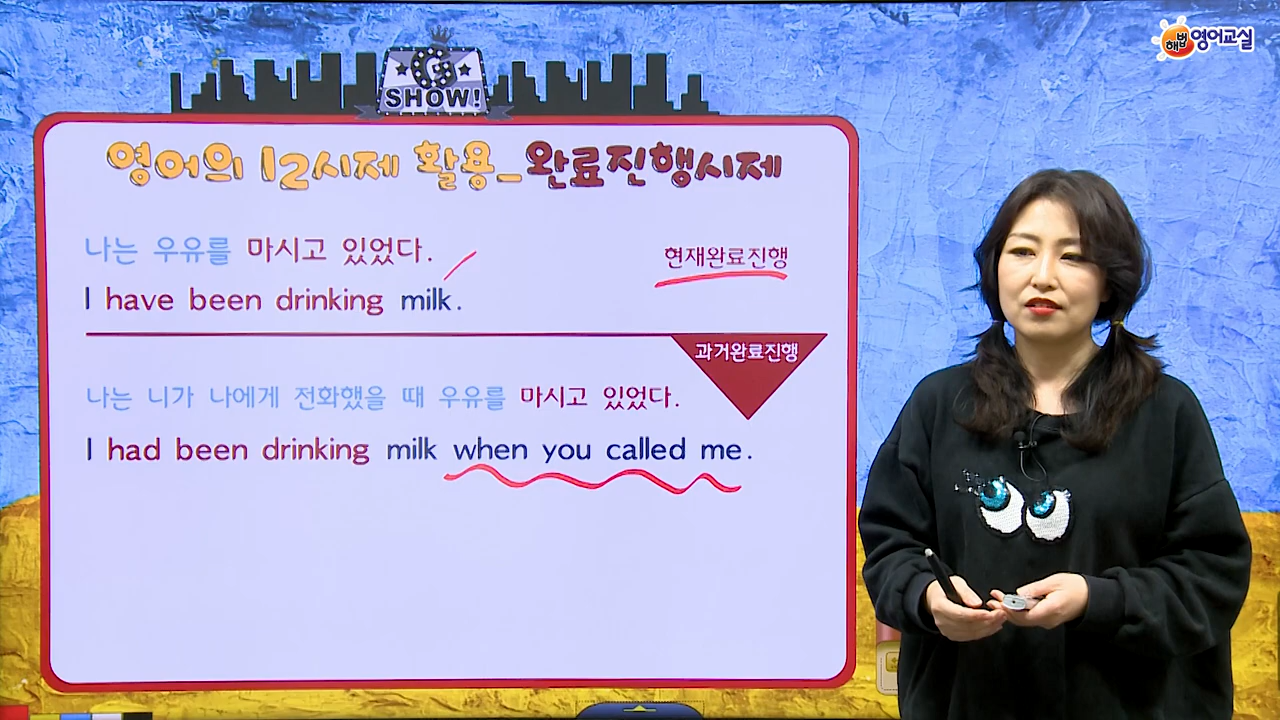 해법 영어교실
G
SHOW!
영어의 12시제 활용_완료진행시제
나는 우유를 마시고 있었다.
현재완료진행
I have been drinking milk.
과거완료진행
나는 니가 나에게 전화했을 때 우유를 마시고 있었다.
I had been drinking milk when you called me.